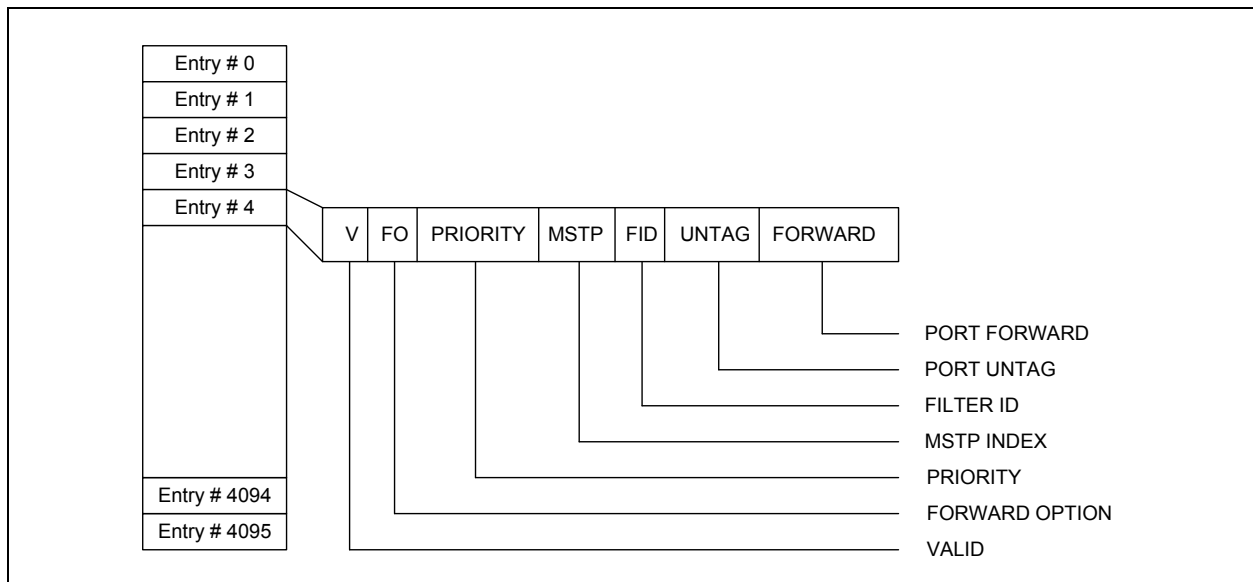 Entry # 0
Entry # 1
Entry # 2
Entry # 3
Entry # 4
V FO PRIORITY MSTP FID UNTAG FORWARD
PORT FORWARD
PORT UNTAG
FILTER ID
MSTP INDEX
PRIORITY
FORWARD OPTION
VALID
Entry # 4094
Entry # 4095